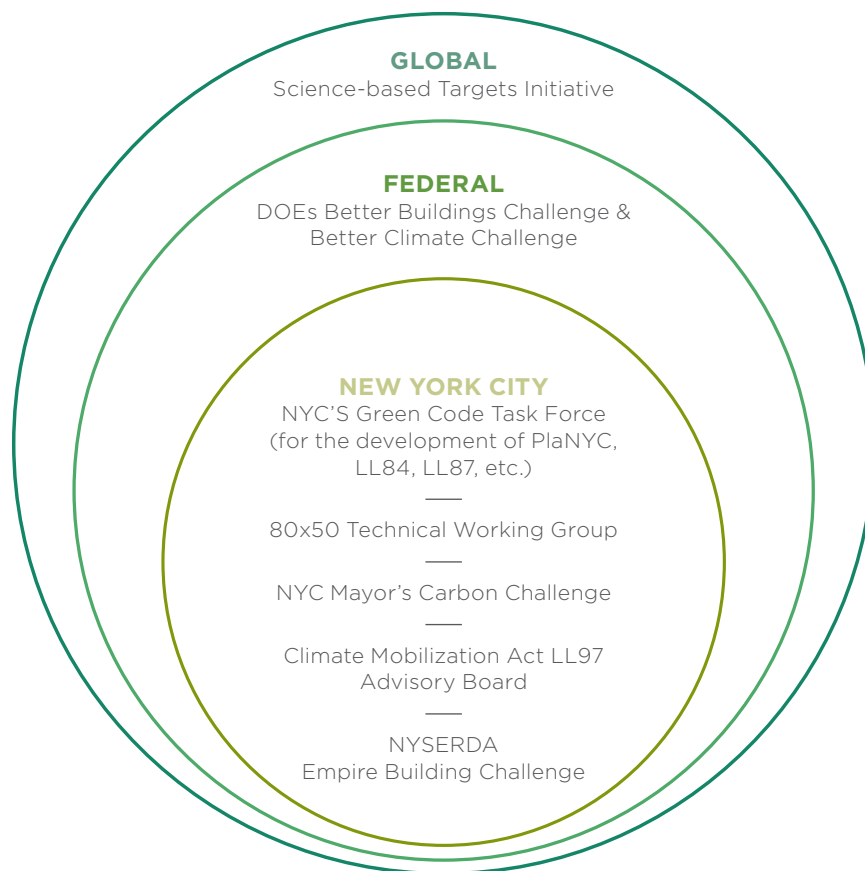 GLOBAL
Science-based Targets Initiative
FEDERAL
DOEs Better Buildings Challenge &
Better Climate Challenge
NEW YORK CITY
NYC’S Green Code Task Force
(for the development of PlaNYC,
LL84, LL87, etc.)
80x50 Technical Working Group
NYC Mayor’s Carbon Challenge
Climate Mobilization Act LL97
Advisory Board
NYSERDA
Empire Building Challenge